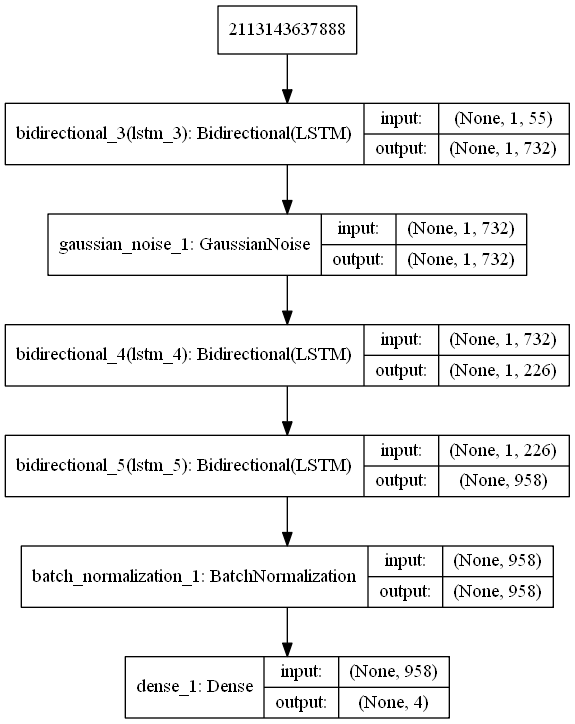 2113143637888
bidirectional_3(lstm_3): Bidirectional(LSTM)
input: (None, 1, 55)
output: (None, 1, 732)
gaussian_noise_1: GaussianNoise
input: (None, 1, 732)
output: (None, 1, 732)
bidirectional_4(lstm_4): Bidirectional(LSTM)
input: (None, 1, 732)
output: (None, 1, 226)
bidirectional_5(lstm_5): Bidirectional(LSTM)
input: (None, 1, 226)
output: (None, 958)
batch_normalization_1: BatchNormalization
input: (None, 958)
output: (None, 958)
dense_1: Dense
input: (None, 958)
output: (None, 4)